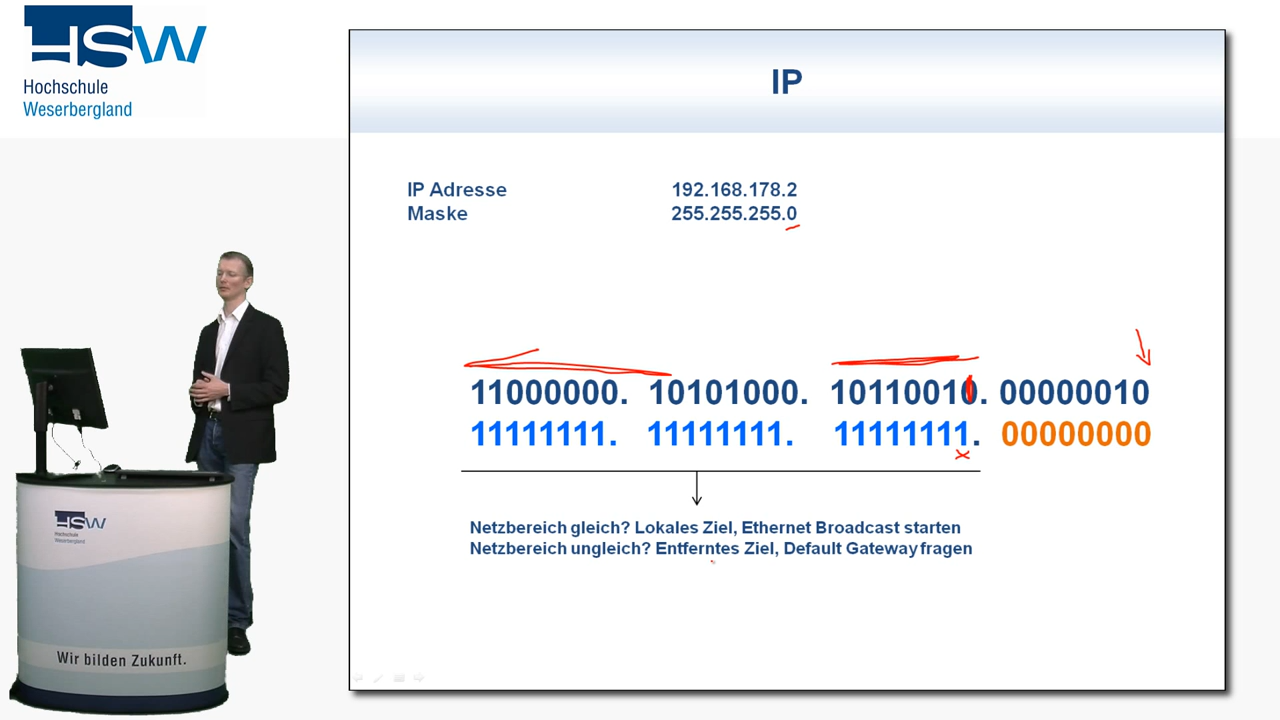 HSW
Hochschule
Weserbergland
IP
IP Adresse 192.168.178.2
Maske 255.255.255.0
11000000. 10101000. 10110010. 00000010
11111111. 11111111. 11111111. 00000000
Netzbereich gleich? Lokales Ziel, Ethernet Broadcast starten
Netzbereich ungleich? Entferntes Ziel, Default Gateway fragen
HSW
Hochschule
Weserbergland
Wir bilden Zukunft.